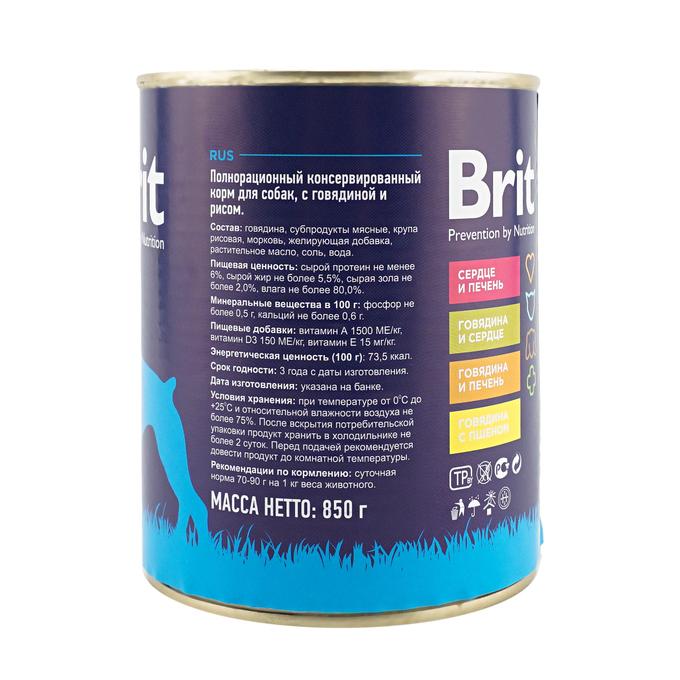 RUS
Полнорационный консервированный
корм для собак, с говядиной и
рисом.
Состав: говядина, субпродукты мясные, крупа
рисовая, морковь, желирующая добавка,
растительное масло, соль, вода.
Пищевая ценность: сырой протеин не менее
6%, сырой жир не более 5,5%, сырая зола не
более 2,0%, влага не более 80,0%.
Минеральные вещества в 100 г: фосфор не
более 0,5 г, кальций не более 0,6 г.
Пищевые добавки: витамин А 1500 МЕ/кг,
витамин D3 150 МЕ/кг, витамин Е 15 мг/кг.
Энергетическая ценность (100 г): 73,5 ккал.
Срок годности: 3 года с даты изготовления.
Дата изготовления: указана на банке.
Условия хранения: при температуре от 0°С до
+25°С и относительной влажности воздуха не
более 75%. После вскрытия потребительской
упаковки продукт хранить в холодильнике не
более 2 суток. Перед подачей рекомендуется
довести продукт до комнатной температуры.
Рекомендации по кормлению: суточная
норма 70-90 г на 1 кг веса животного.
МАССА НЕТТО: 850 г
it
y Nutrition
Brit
Prevention by Nutrition
СЕРДЦЕ
И ПЕЧЕНЬ
ГОВЯДИНА
И СЕРДЦЕ
ГОВЯДИНА
И ПЕЧЕНЬ
ГОВЯДИНА
С ПШЕНОМ